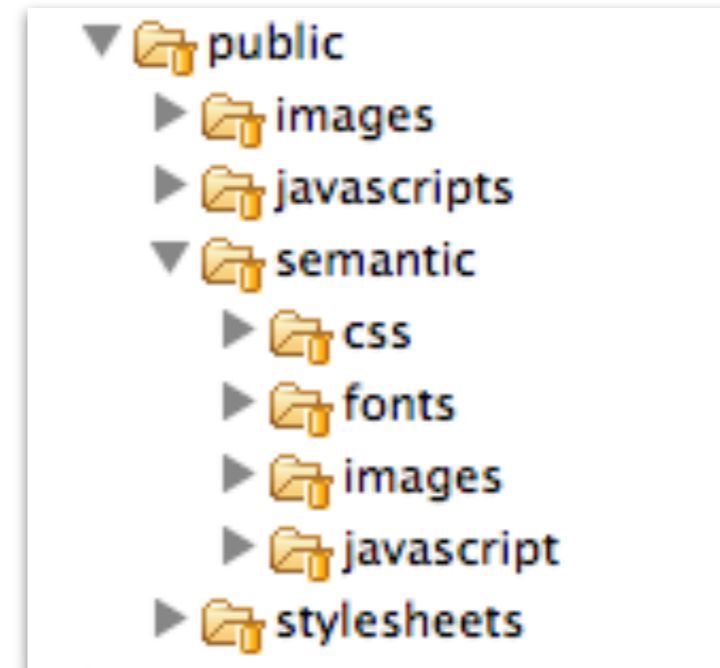 public
images
javascripts
semantic
css
fonts
images
javascript
stylesheets